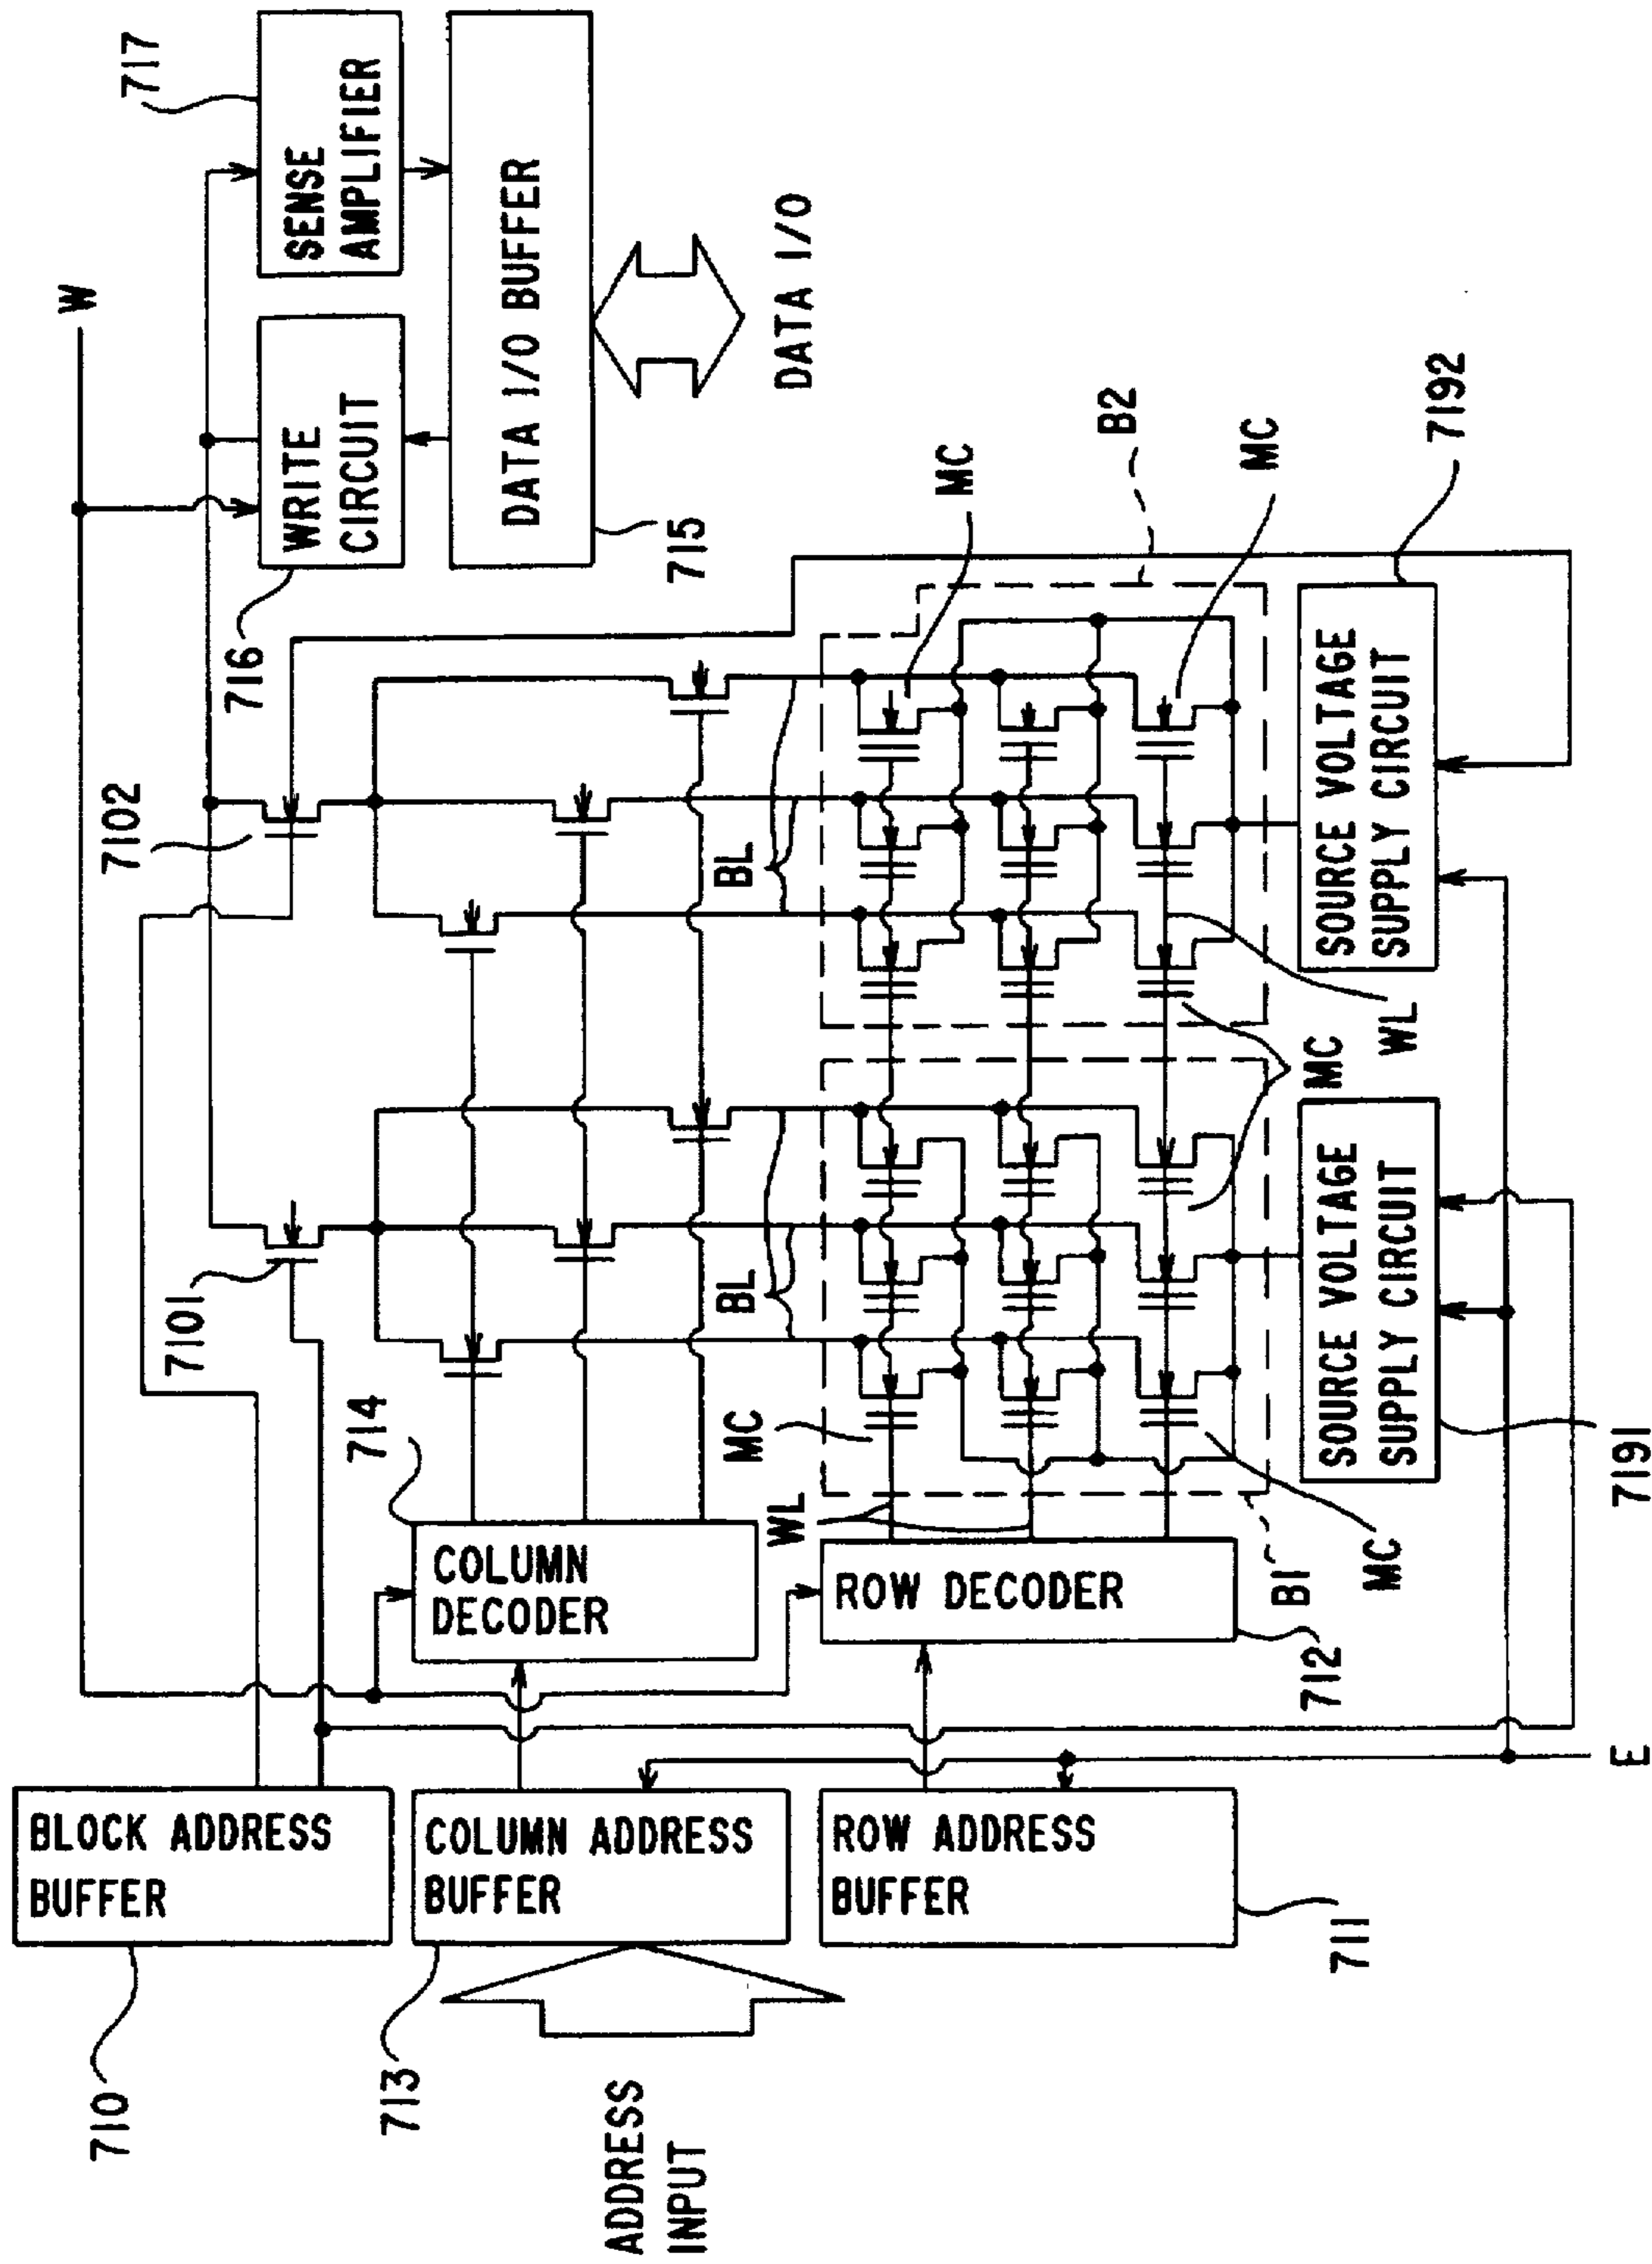 W
717
SENSE
AMPLIFIER
716
WRITE
CIRCUIT
DATA I/O BUFFER
715
DATA I/O
710
BLOCK ADDRESS
BUFFER
7101
7102
713
COLUMN ADDRESS
BUFFER
714
COLUMN
DECODER
BL
BL
ADDRESS
INPUT
ROW ADDRESS
BUFFER
711
ROW DECODER
712
WL
MC
MC
B2
MC
MC
WL
B1
MC
SOURCE VOLTAGE
SUPPLY CIRCUIT
7191
SOURCE VOLTAGE
SUPPLY CIRCUIT
7192
E